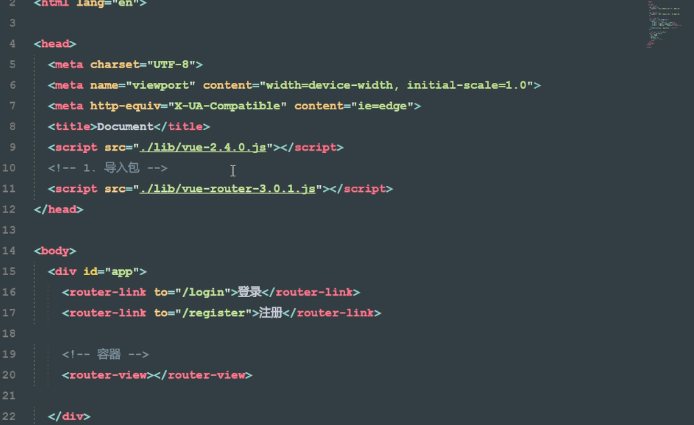 2 <html lang="en">
3
4 <head>
5 <meta charset="UTF-8">
6 <meta name="viewport" content="width=device-width, initial-scale=1.0">
7 <meta http-equiv="X-UA-Compatible" content="ie=edge">
8 <title>Document</title>
9 <script src="./lib/vue-2.4.0.js"></script>
10 <!-- 1. 导入包 -->
11 <script src="./lib/vue-router-3.0.1.js"></script>
12 </head>
13
14 <body>
15 <div id="app">
16 <router-link to="/login">登录</router-link>
17 <router-link to="/register">注册</router-link>
18
19 <!-- 容器 -->
20 <router-view></router-view>
21
22 </div>